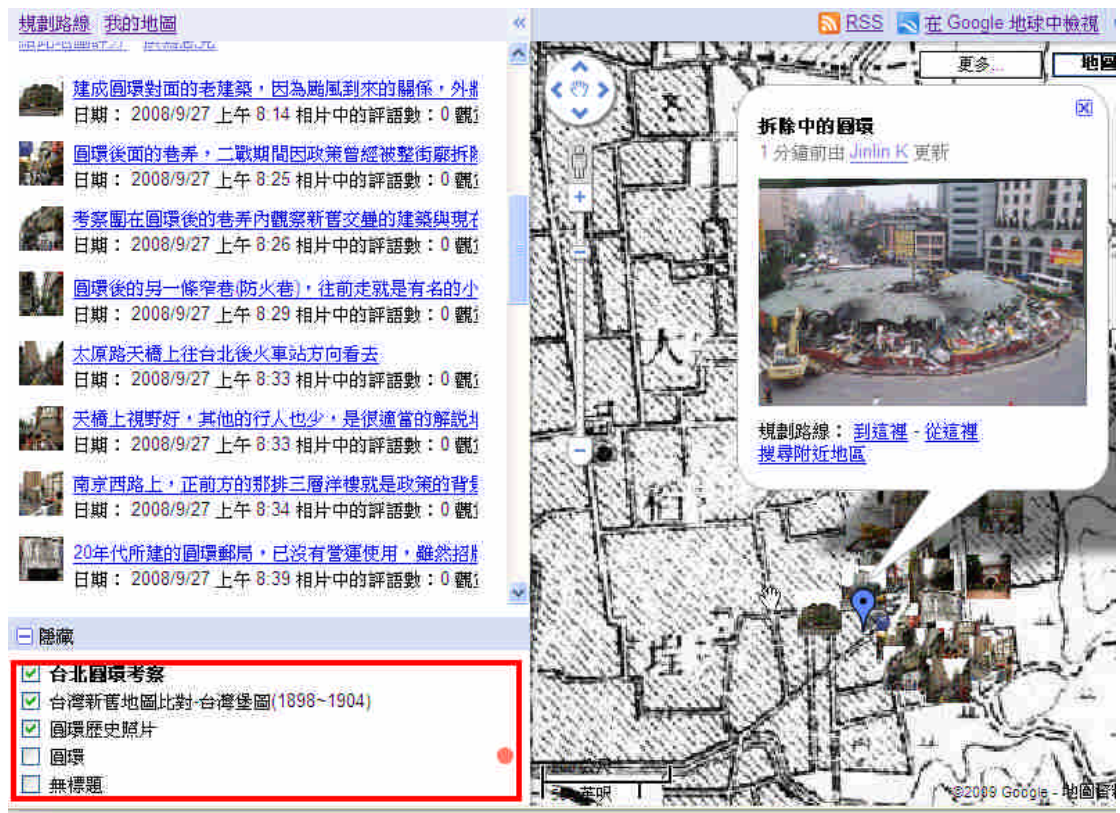 規劃路線 我的地圖
«
RSS 在 Google 地球中檢視
建成圓環對面的老建築,因為颱風到來的關係,外
日期: 2008/9/27 上午 8:14 相片中的評語數:0
圓環後面的巷弄,二戰期間因政策曾經被整街廓拆
日期: 2008/9/27 上午 8:25 相片中的評語數:0
考察團在圓環後的巷弄內觀察新舊交疊的建築與現
日期: 2008/9/27 上午 8:26 相片中的評語數:0
圓環後的另一條窄巷(防火巷),往前走就是有名的小
日期: 2008/9/27 上午 8:29 相片中的評語數:0
太原路天橋上往台北後火車站方向看去
日期: 2008/9/27 上午 8:33 相片中的評語數:0
天橋上視野好,其他的行人也少,是很適當的解說
日期: 2008/9/27 上午 8:33 相片中的評語數:0
南京西路上,正前方的那排三層洋樓就是政策的背
日期: 2008/9/27 上午 8:34 相片中的評語數:0
20年代所建的圓環郵局,已沒有營運使用,雖然招
日期: 2008/9/27 上午 8:39 相片中的評語數:0
隱藏
台北圓環考察
台灣新舊地圖比對-台灣堡圖(1898~1904)
圓環歷史照片
圓環
無標題
更多...
地圖
拆除中的圓環
1 分鐘前由 Jinlin K 更新
規劃路線: 到這裡 - 從這裡
搜尋附近地區
大
埕
英呎
©2009 Google - 地圖資料